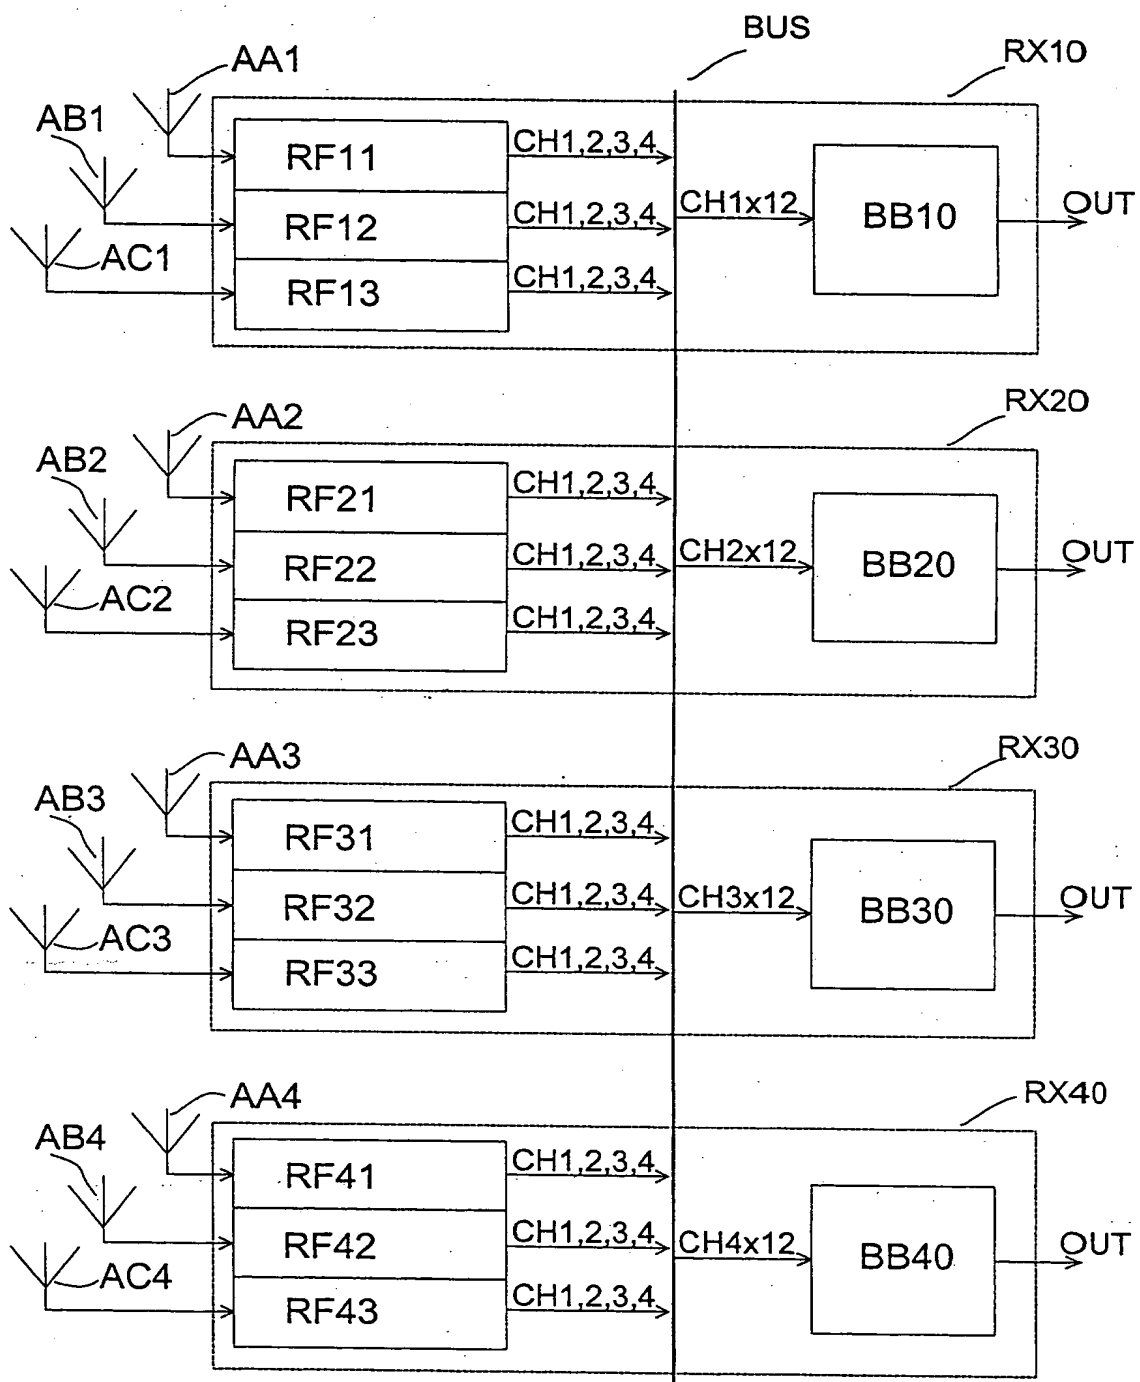 BUS
RX10
AA1
AB1
AC1
RF11
RF12
RF13
CH1,2,3,4
CH1,2,3,4
CH1,2,3,4
CH1x12
BB10
OUT
RX20
AA2
AB2
AC2
RF21
RF22
RF23
CH1,2,3,4
CH1,2,3,4
CH1,2,3,4
CH2x12
BB20
OUT
RX30
AA3
AB3
AC3
RF31
RF32
RF33
CH1,2,3,4
CH1,2,3,4
CH1,2,3,4
CH3x12
BB30
OUT
RX40
AA4
AB4
AC4
RF41
RF42
RF43
CH1,2,3,4
CH1,2,3,4
CH1,2,3,4
CH4x12
BB40
OUT